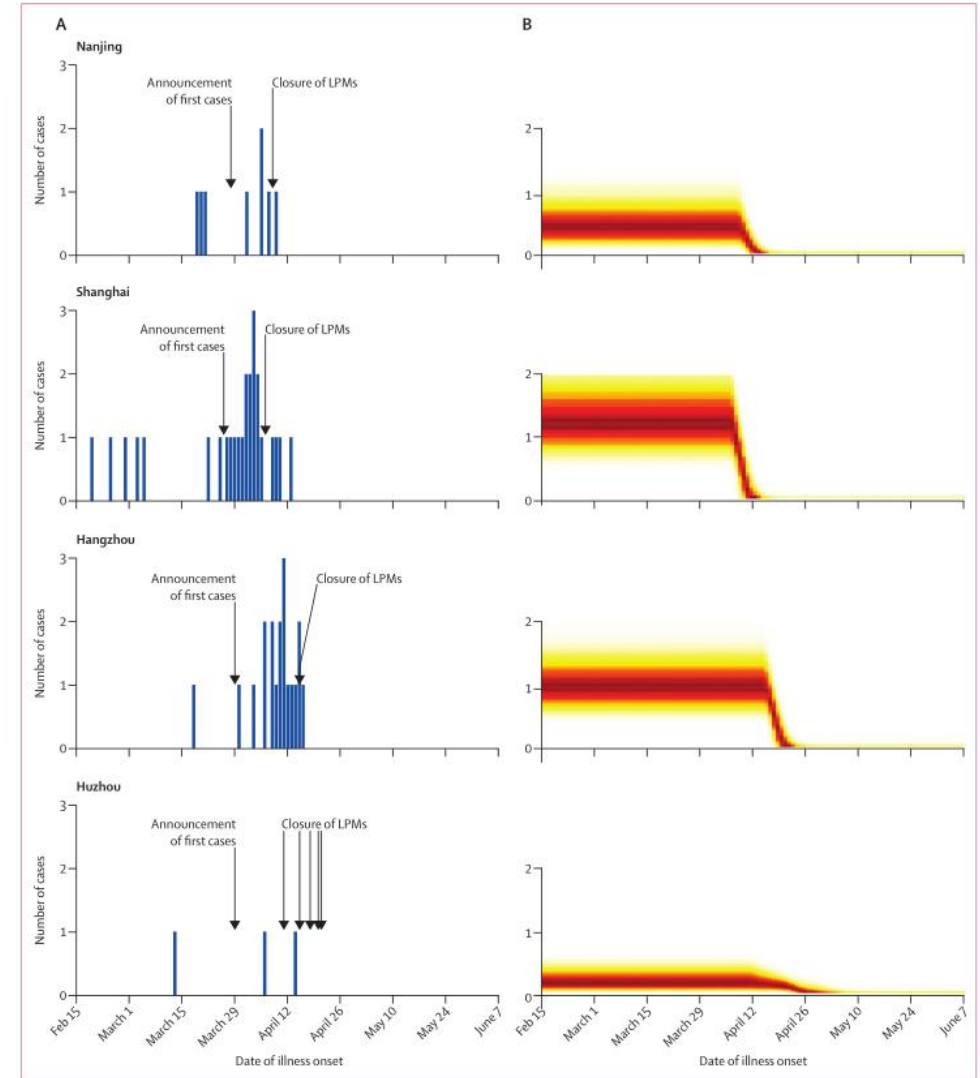 A
B
Nanjing
3
2
1
0
Number of cases
Announcement
of first cases
Closure of LPMs
2
1
0
Shanghai
3
2
1
0
Number of cases
Announcement
of first cases
Closure of LPMs
2
1
0
Hangzhou
3
2
1
0
Number of cases
Announcement
of first cases
Closure of LPMs
2
1
0
Huzhou
3
2
1
0
Number of cases
Announcement
of first cases
Closure of LPMs
Feb 15
March 1
March 15
March 29
April 12
April 26
May 10
May 24
June 7
Date of illness onset
2
1
0
Feb 15
March 1
March 15
March 29
April 12
April 26
May 10
May 24
June 7
Date of illness onset